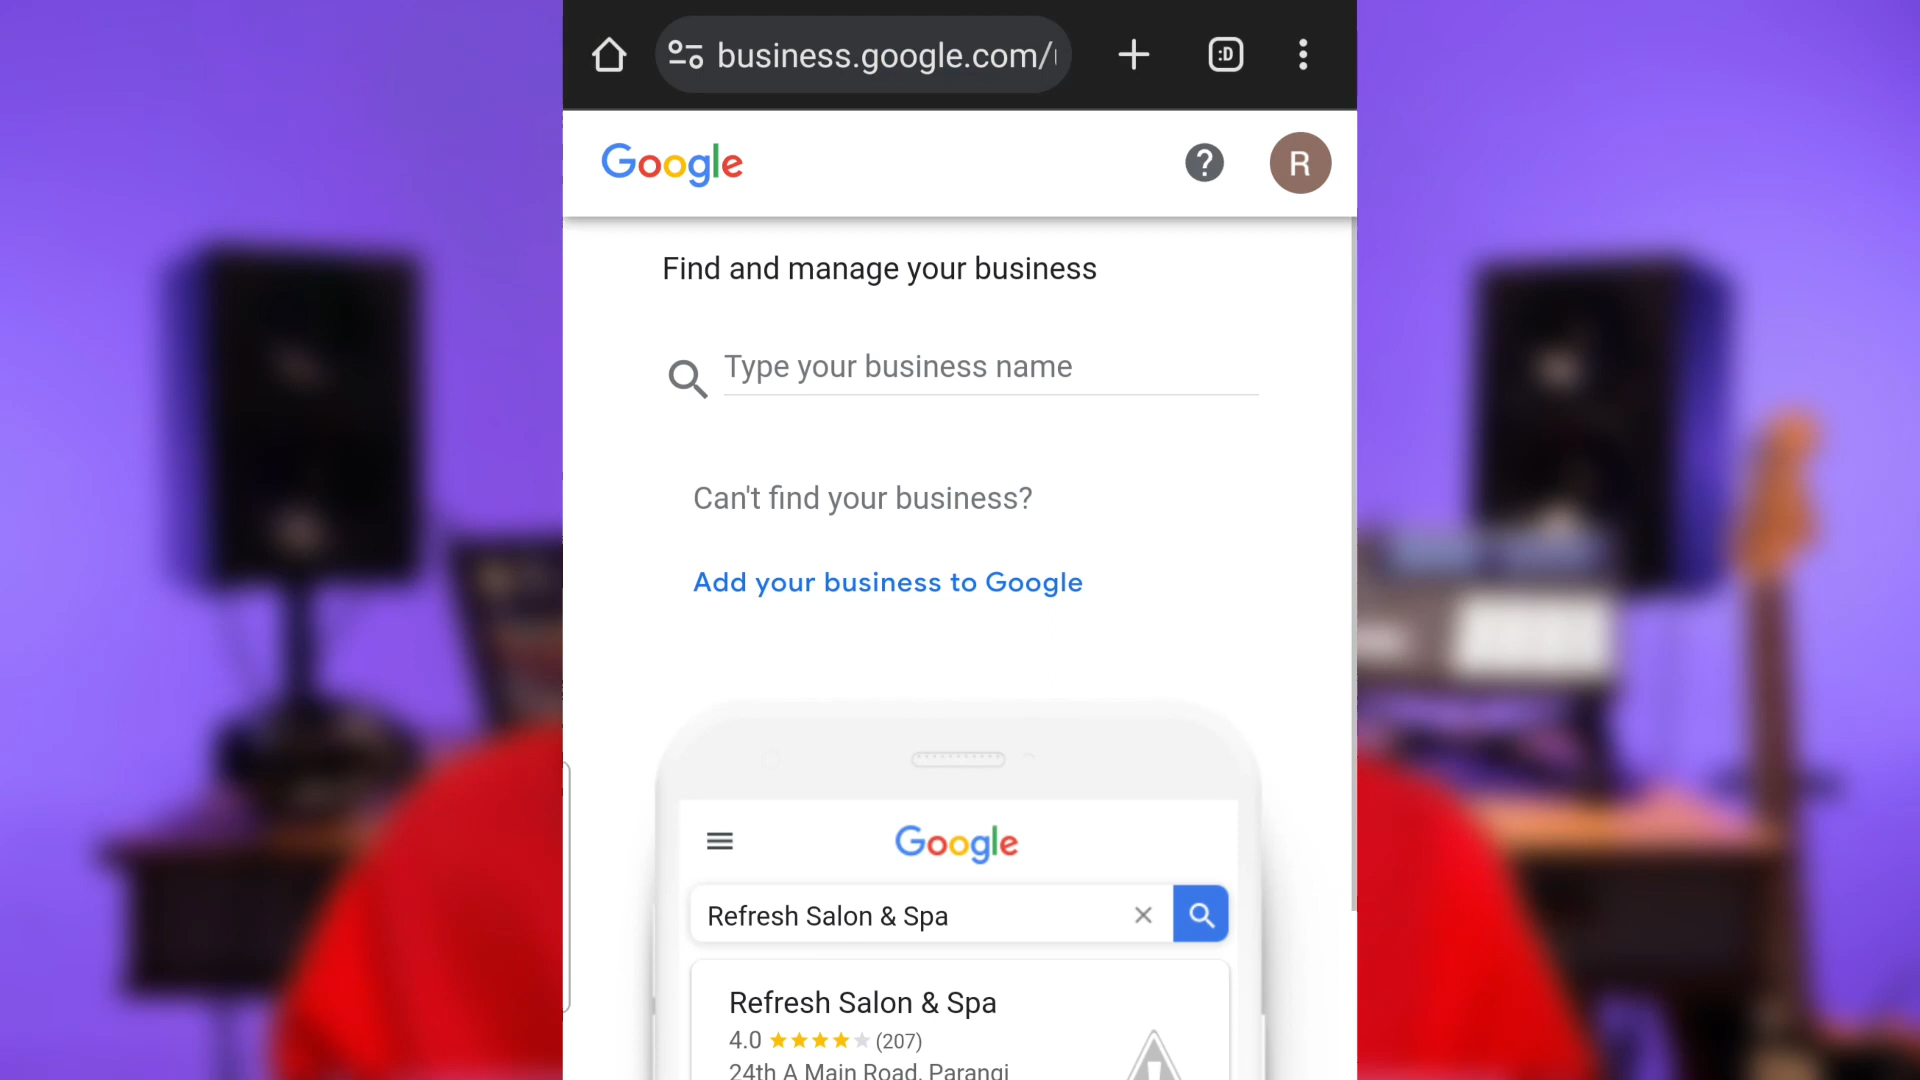 business.google.com/
:D
Google
?
R
Find and manage your business
Type your business name
Can't find your business?
Add your business to Google
Google
Refresh Salon & Spa
Refresh Salon & Spa
4.0 (207)
24th A Main Road, Parangi